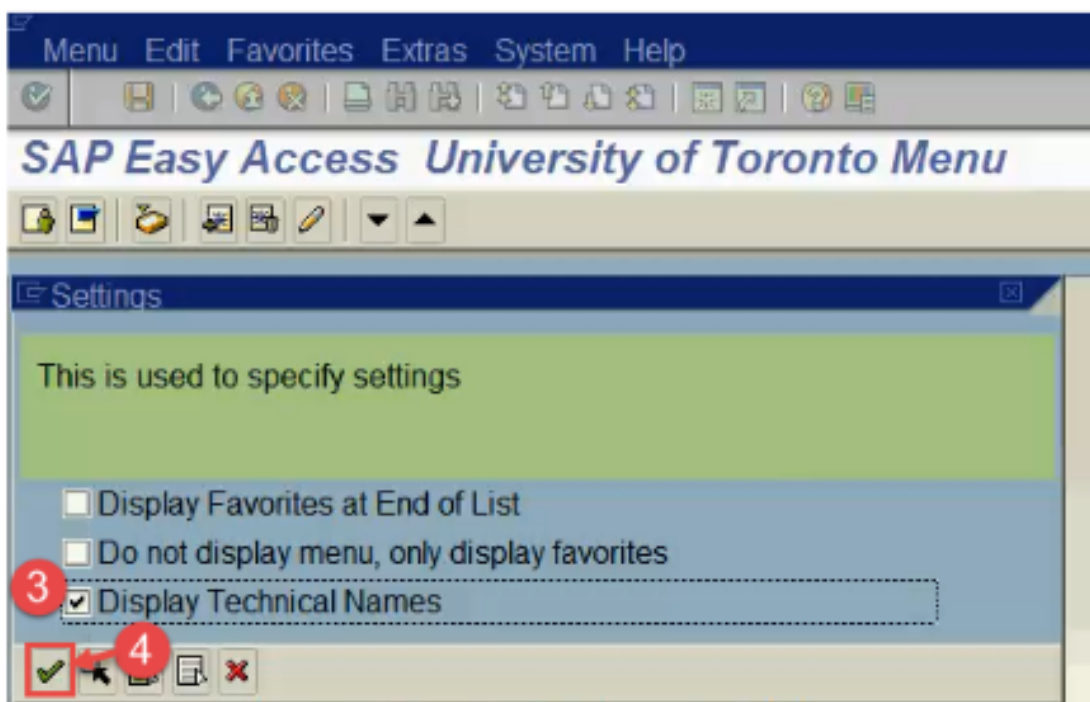 Menu Edit Favorites Extras System Help
SAP Easy Access University of Toronto Menu
Settings
This is used to specify settings
Display Favorites at End of List
Do not display menu, only display favorites
3 Display Technical Names
4